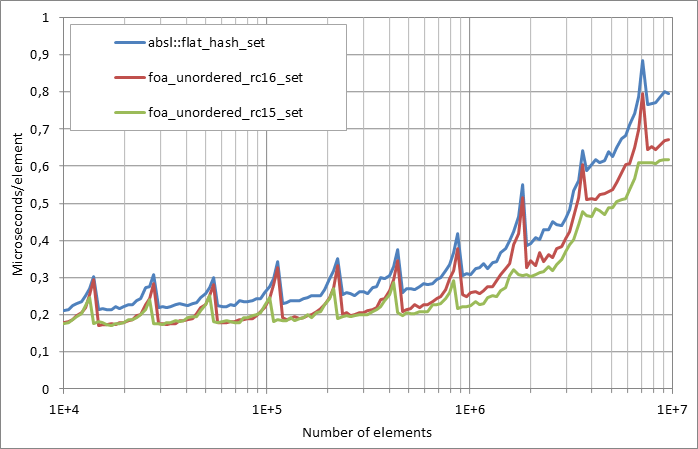 1
0,9
0,8
0,7
0,6
0,5
0,4
0,3
0,2
0,1
0
Microseconds/element
absl::flat_hash_set
foa_unordered_rc16_set
foa_unordered_rc15_set
1E+4 1E+5 1E+6 1E+7
Number of elements